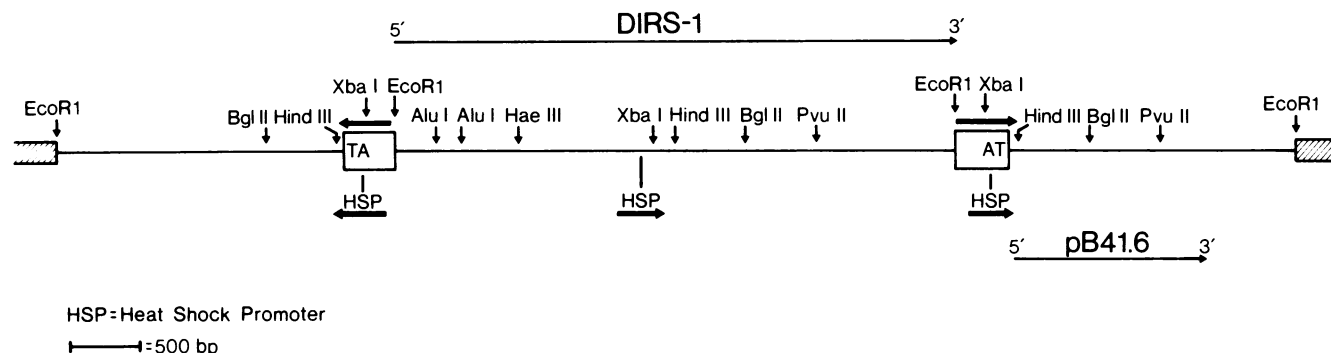 5′ DIRS-1 3′
EcoR1 Xba I EcoR1 EcoR1 Xba I EcoR1
Bgl II Hind III Alu I Alu I Hae III Xba I Hind III Bgl II Pvu II Hind III Bgl II Pvu II
TA AT
HSP HSP HSP
5′ pB41.6 3′
HSP=Heat Shock Promoter
=500 bp